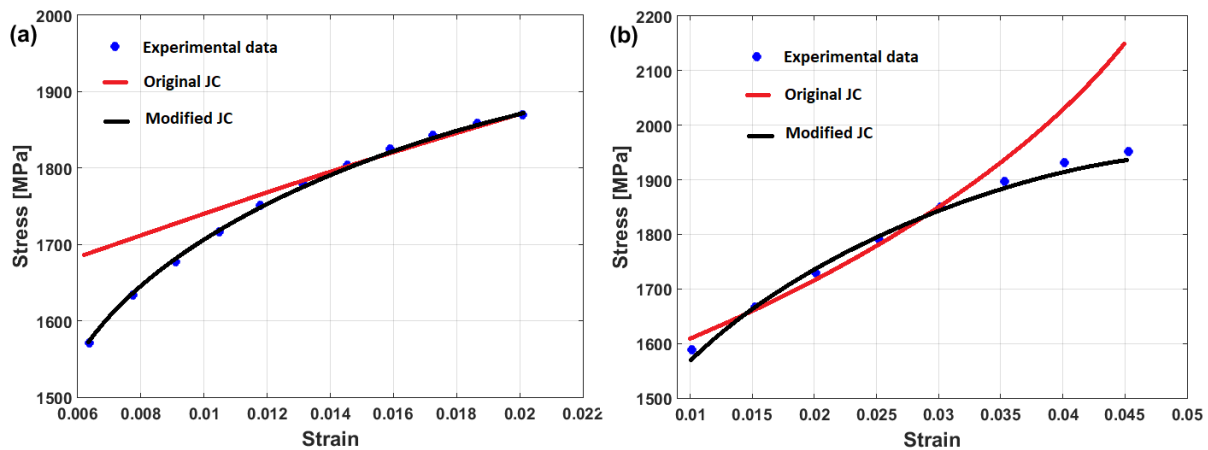 (a)
Stress [MPa]
2000
1900
1800
1700
1600
1500
Experimental data
Original JC
Modified JC
0.006 0.008 0.01 0.012 0.014 0.016 0.018 0.02 0.022
Strain
(b)
Stress [MPa]
2200
2100
2000
1900
1800
1700
1600
1500
Experimental data
Original JC
Modified JC
0.01 0.015 0.02 0.025 0.03 0.035 0.04 0.045 0.05
Strain